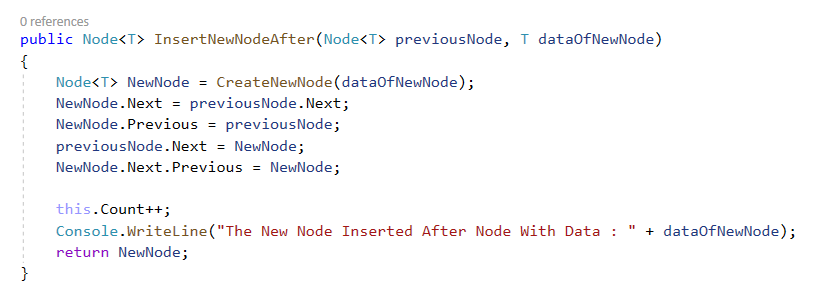 0 references
public Node<T> InsertNewNodeAfter(Node<T> previousNode, T dataOfNewNode)
{
    Node<T> NewNode = CreateNewNode(dataOfNewNode);
    NewNode.Next = previousNode.Next;
    NewNode.Previous = previousNode;
    previousNode.Next = NewNode;
    NewNode.Next.Previous = NewNode;

    this.Count++;
    Console.WriteLine("The New Node Inserted After Node With Data : " + dataOfNewNode);
    return NewNode;
}